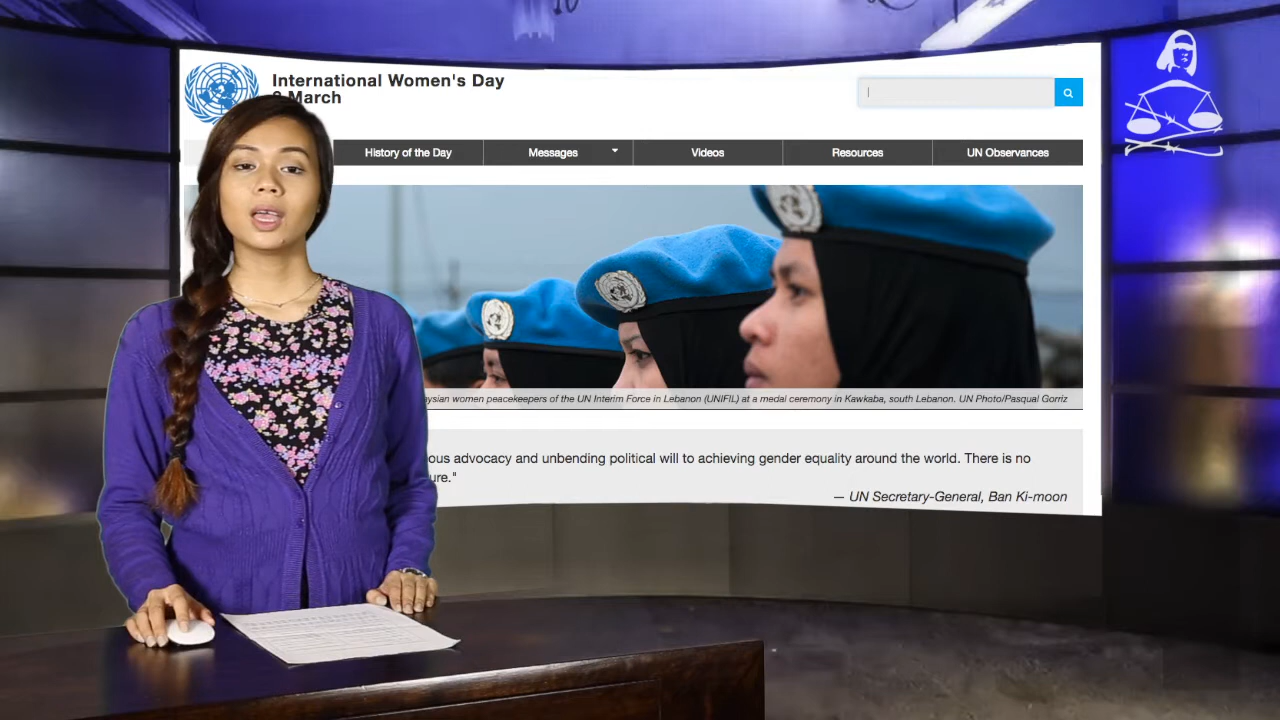 International Women's Day
March
History of the Day
Messages
Videos
Resources
UN Observances
women peacekeepers of the UN Interim Force in Lebanon (UNIFIL) at a medal ceremony in Kawkaba, south Lebanon. UN Photo/Pasqual Gorriz
advocacy and unbending political will to achieving gender equality around the world. There is no
— UN Secretary-General, Ban Ki-moon